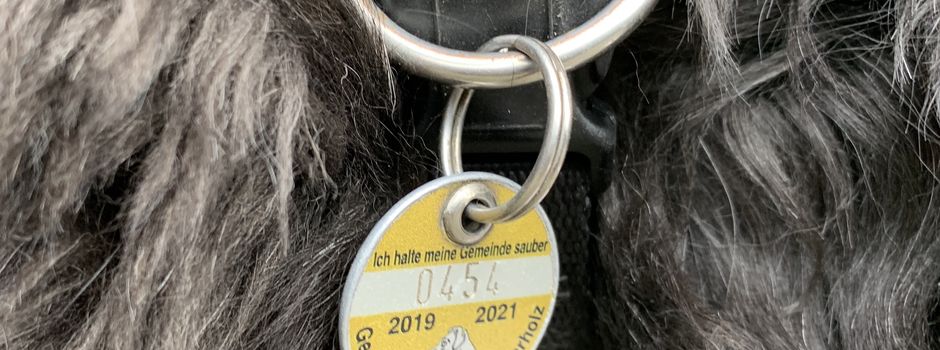 Ich halte meine Gemeinde sauber
0454
2019 2021